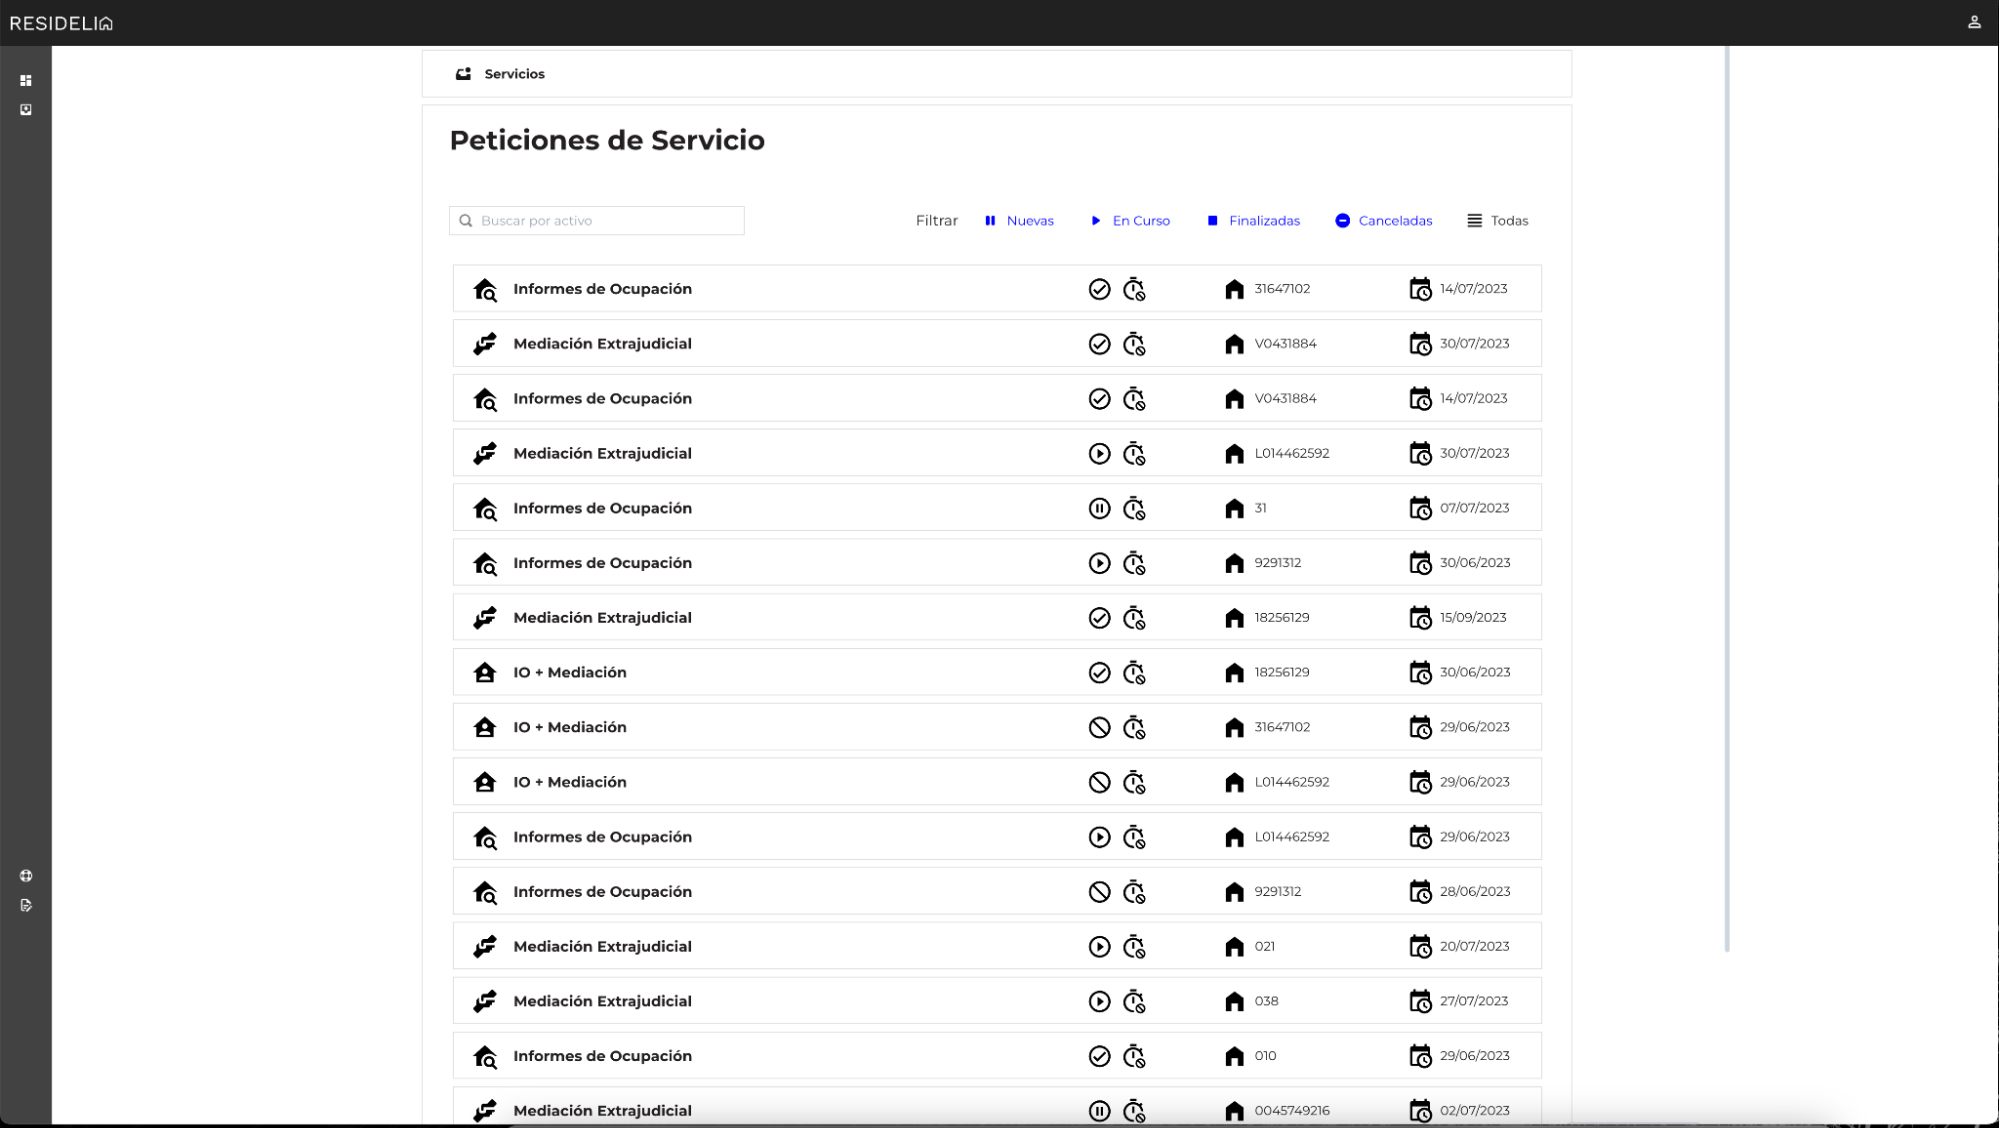 RESIDELIA
Servicios
Peticiones de Servicio
Buscar por activo
Filtrar Nuevas En Curso Finalizadas Canceladas Todas
Informes de Ocupación 31647102 14/07/2023
Mediación Extrajudicial V0431884 30/07/2023
Informes de Ocupación V0431884 14/07/2023
Mediación Extrajudicial L014462592 30/07/2023
Informes de Ocupación 31 07/07/2023
Informes de Ocupación 9291312 30/06/2023
Mediación Extrajudicial 18256129 15/09/2023
IO + Mediación 18256129 30/06/2023
IO + Mediación 31647102 29/06/2023
IO + Mediación L014462592 29/06/2023
Informes de Ocupación L014462592 29/06/2023
Informes de Ocupación 9291312 28/06/2023
Mediación Extrajudicial 021 20/07/2023
Mediación Extrajudicial 038 27/07/2023
Informes de Ocupación 010 29/06/2023
Mediación Extrajudicial 0045749216 02/07/2023